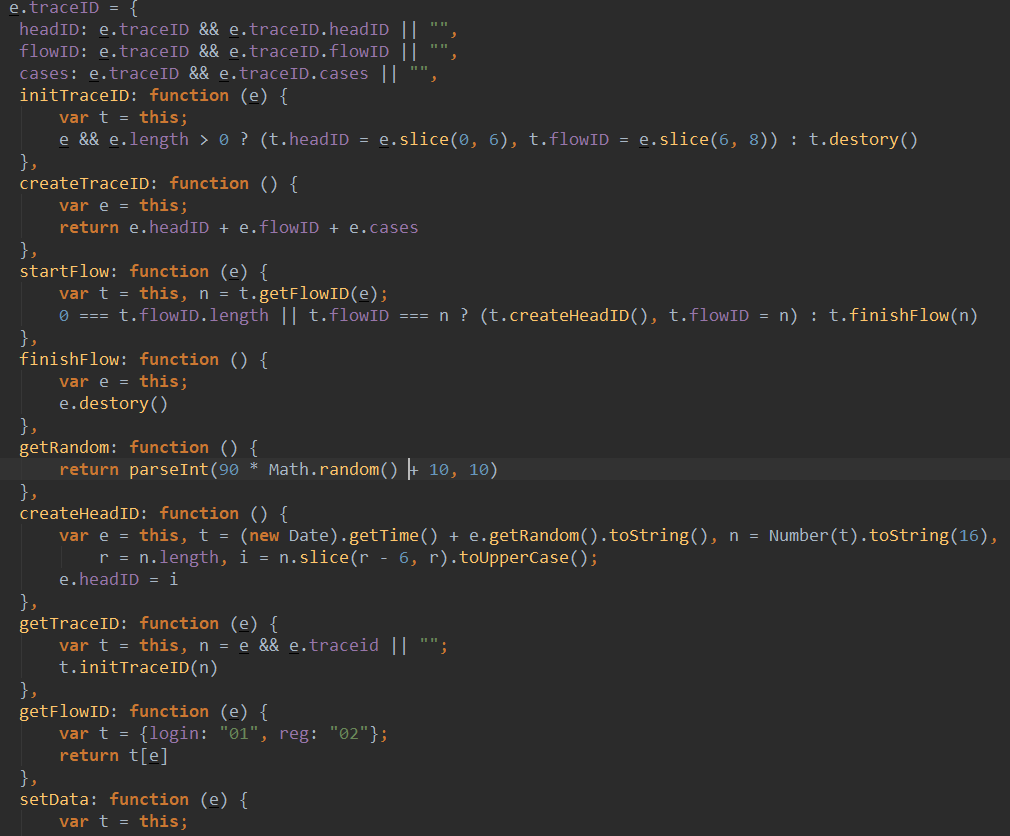 e.traceID = {
headID: e.traceID && e.traceID.headID || "",
flowID: e.traceID && e.traceID.flowID || "",
cases: e.traceID && e.traceID.cases || "",
initTraceID: function (e) {
var t = this;
e && e.length > 0 ? (t.headID = e.slice(0, 6), t.flowID = e.slice(6, 8)) : t.destory()
},
createTraceID: function () {
var e = this;
return e.headID + e.flowID + e.cases
},
startFlow: function (e) {
var t = this, n = t.getFlowID(e);
0 === t.flowID.length || t.flowID === n ? (t.createHeadID(), t.flowID = n) : t.finishFlow(n)
},
finishFlow: function () {
var e = this;
e.destory()
},
getRandom: function () {
return parseInt(90 * Math.random() + 10, 10)
},
createHeadID: function () {
var e = this, t = (new Date).getTime() + e.getRandom().toString(), n = Number(t).toString(16),
r = n.length, i = n.slice(r - 6, r).toUpperCase();
e.headID = i
},
getTraceID: function (e) {
var t = this, n = e && e.traceid || "";
t.initTraceID(n)
},
getFlowID: function (e) {
var t = {login: "01", reg: "02"};
return t[e]
},
setData: function (e) {
var t = this;